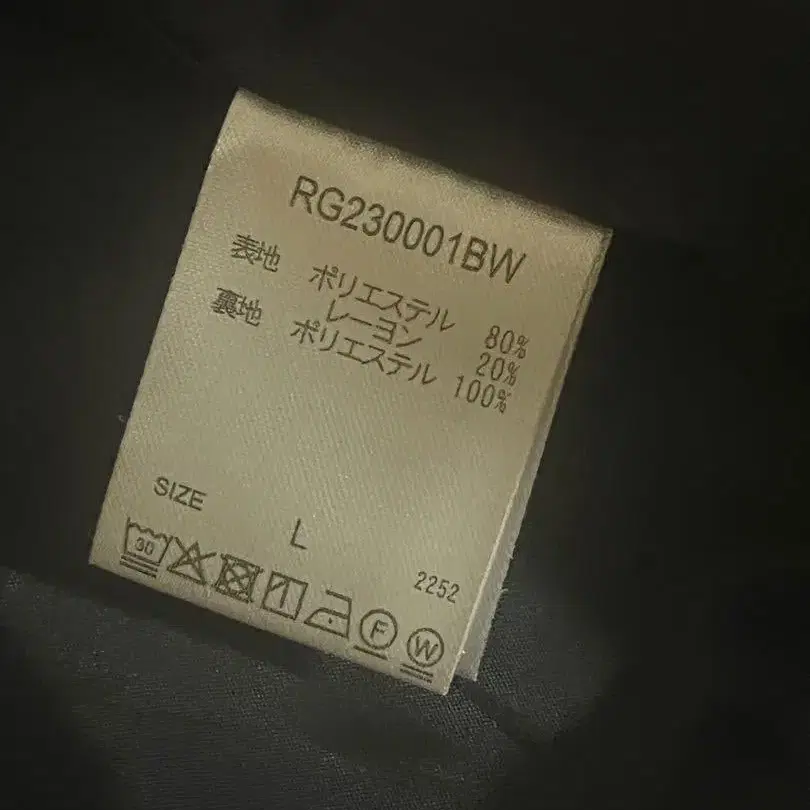 RG230001BW
表地 ポリエステル 80%
レーヨン 20%
裏地 ポリエステル 100%
SIZE L
2252
30 F W